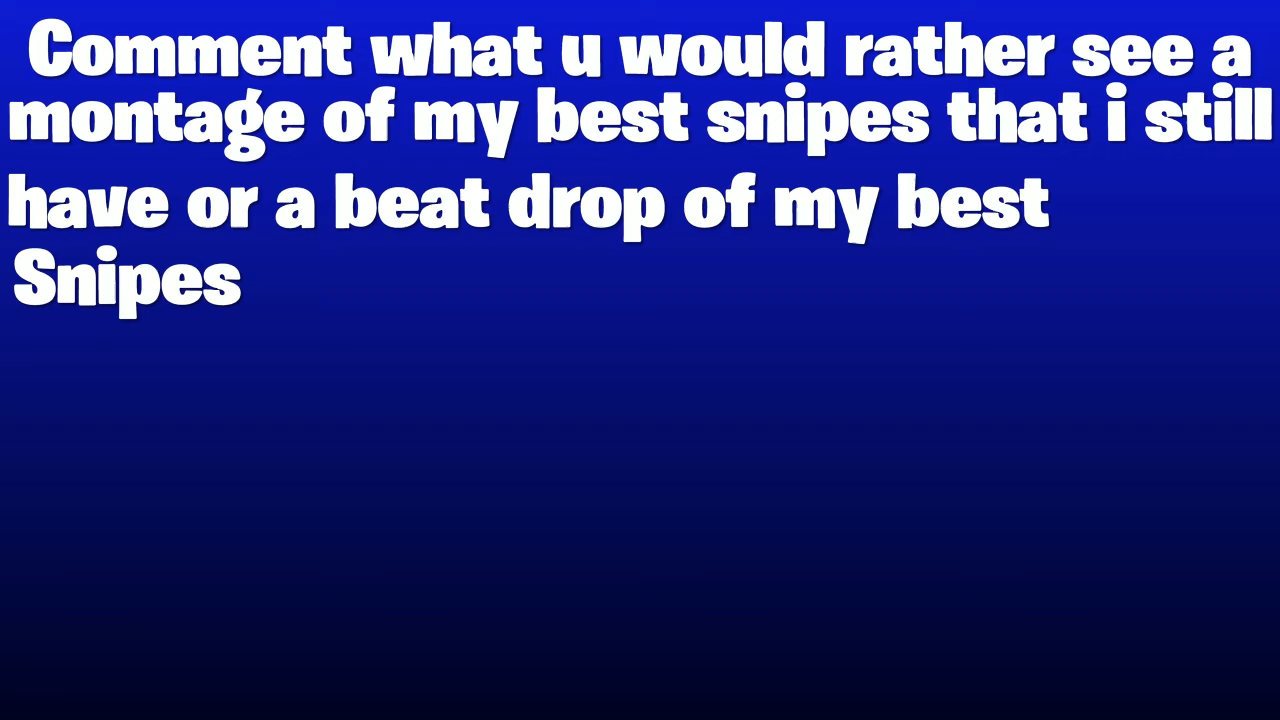 Comment what u would rather see a
montage of my best snipes that i still
have or a beat drop of my best
Snipes